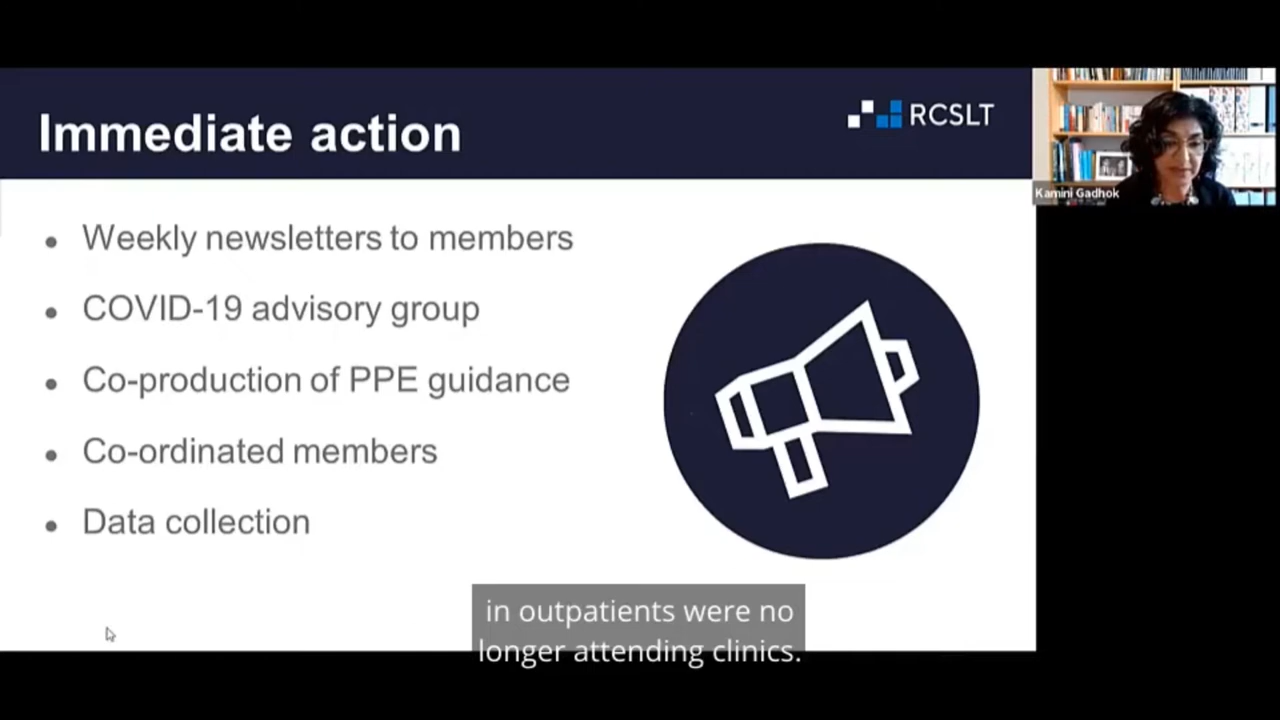 Immediate action
RCSLT
Kamini Gadhok
• Weekly newsletters to members
• COVID-19 advisory group
• Co-production of PPE guidance
• Co-ordinated members
• Data collection
in outpatients were no
longer attending clinics.